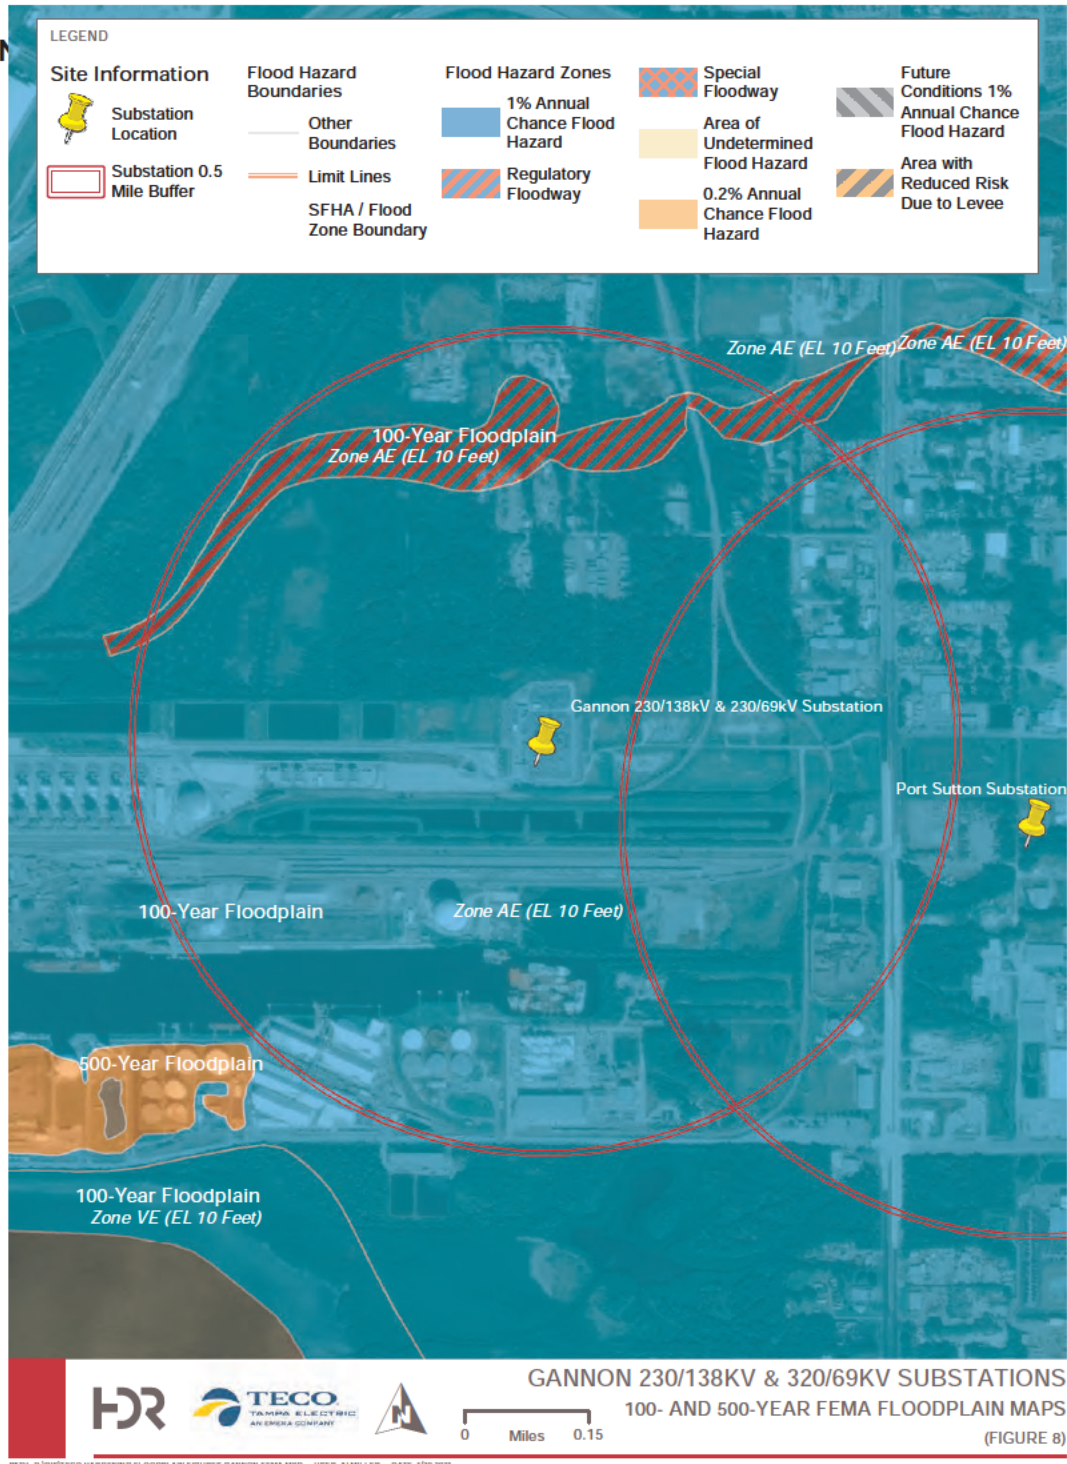 LEGEND
Site Information
Substation
Location
Substation 0.5
Mile Buffer
Flood Hazard
Boundaries
Other
Boundaries
Limit Lines
SFHA / Flood
Zone Boundary
Flood Hazard Zones
1% Annual
Chance Flood
Hazard
Regulatory
Floodway
Special
Floodway
Area of
Undetermined
Flood Hazard
0.2% Annual
Chance Flood
Hazard
Future
Conditions 1%
Annual Chance
Flood Hazard
Area with
Reduced Risk
Due to Levee
Zone AE (EL 10 Feet)
Zone AE (EL 10 Feet)
100-Year Floodplain
Zone AE (EL 10 Feet)
Gannon 230/138kV & 230/69kV Substation
Port Sutton Substation
100-Year Floodplain
Zone AE (EL 10 Feet)
500-Year Floodplain
100-Year Floodplain
Zone VE (EL 10 Feet)
HDR
TECO
TAMPA ELECTRIC
AN EMERA COMPANY
N
0 Miles 0.15
GANNON 230/138KV & 320/69KV SUBSTATIONS
100- AND 500-YEAR FEMA FLOODPLAIN MAPS
(FIGURE 8)